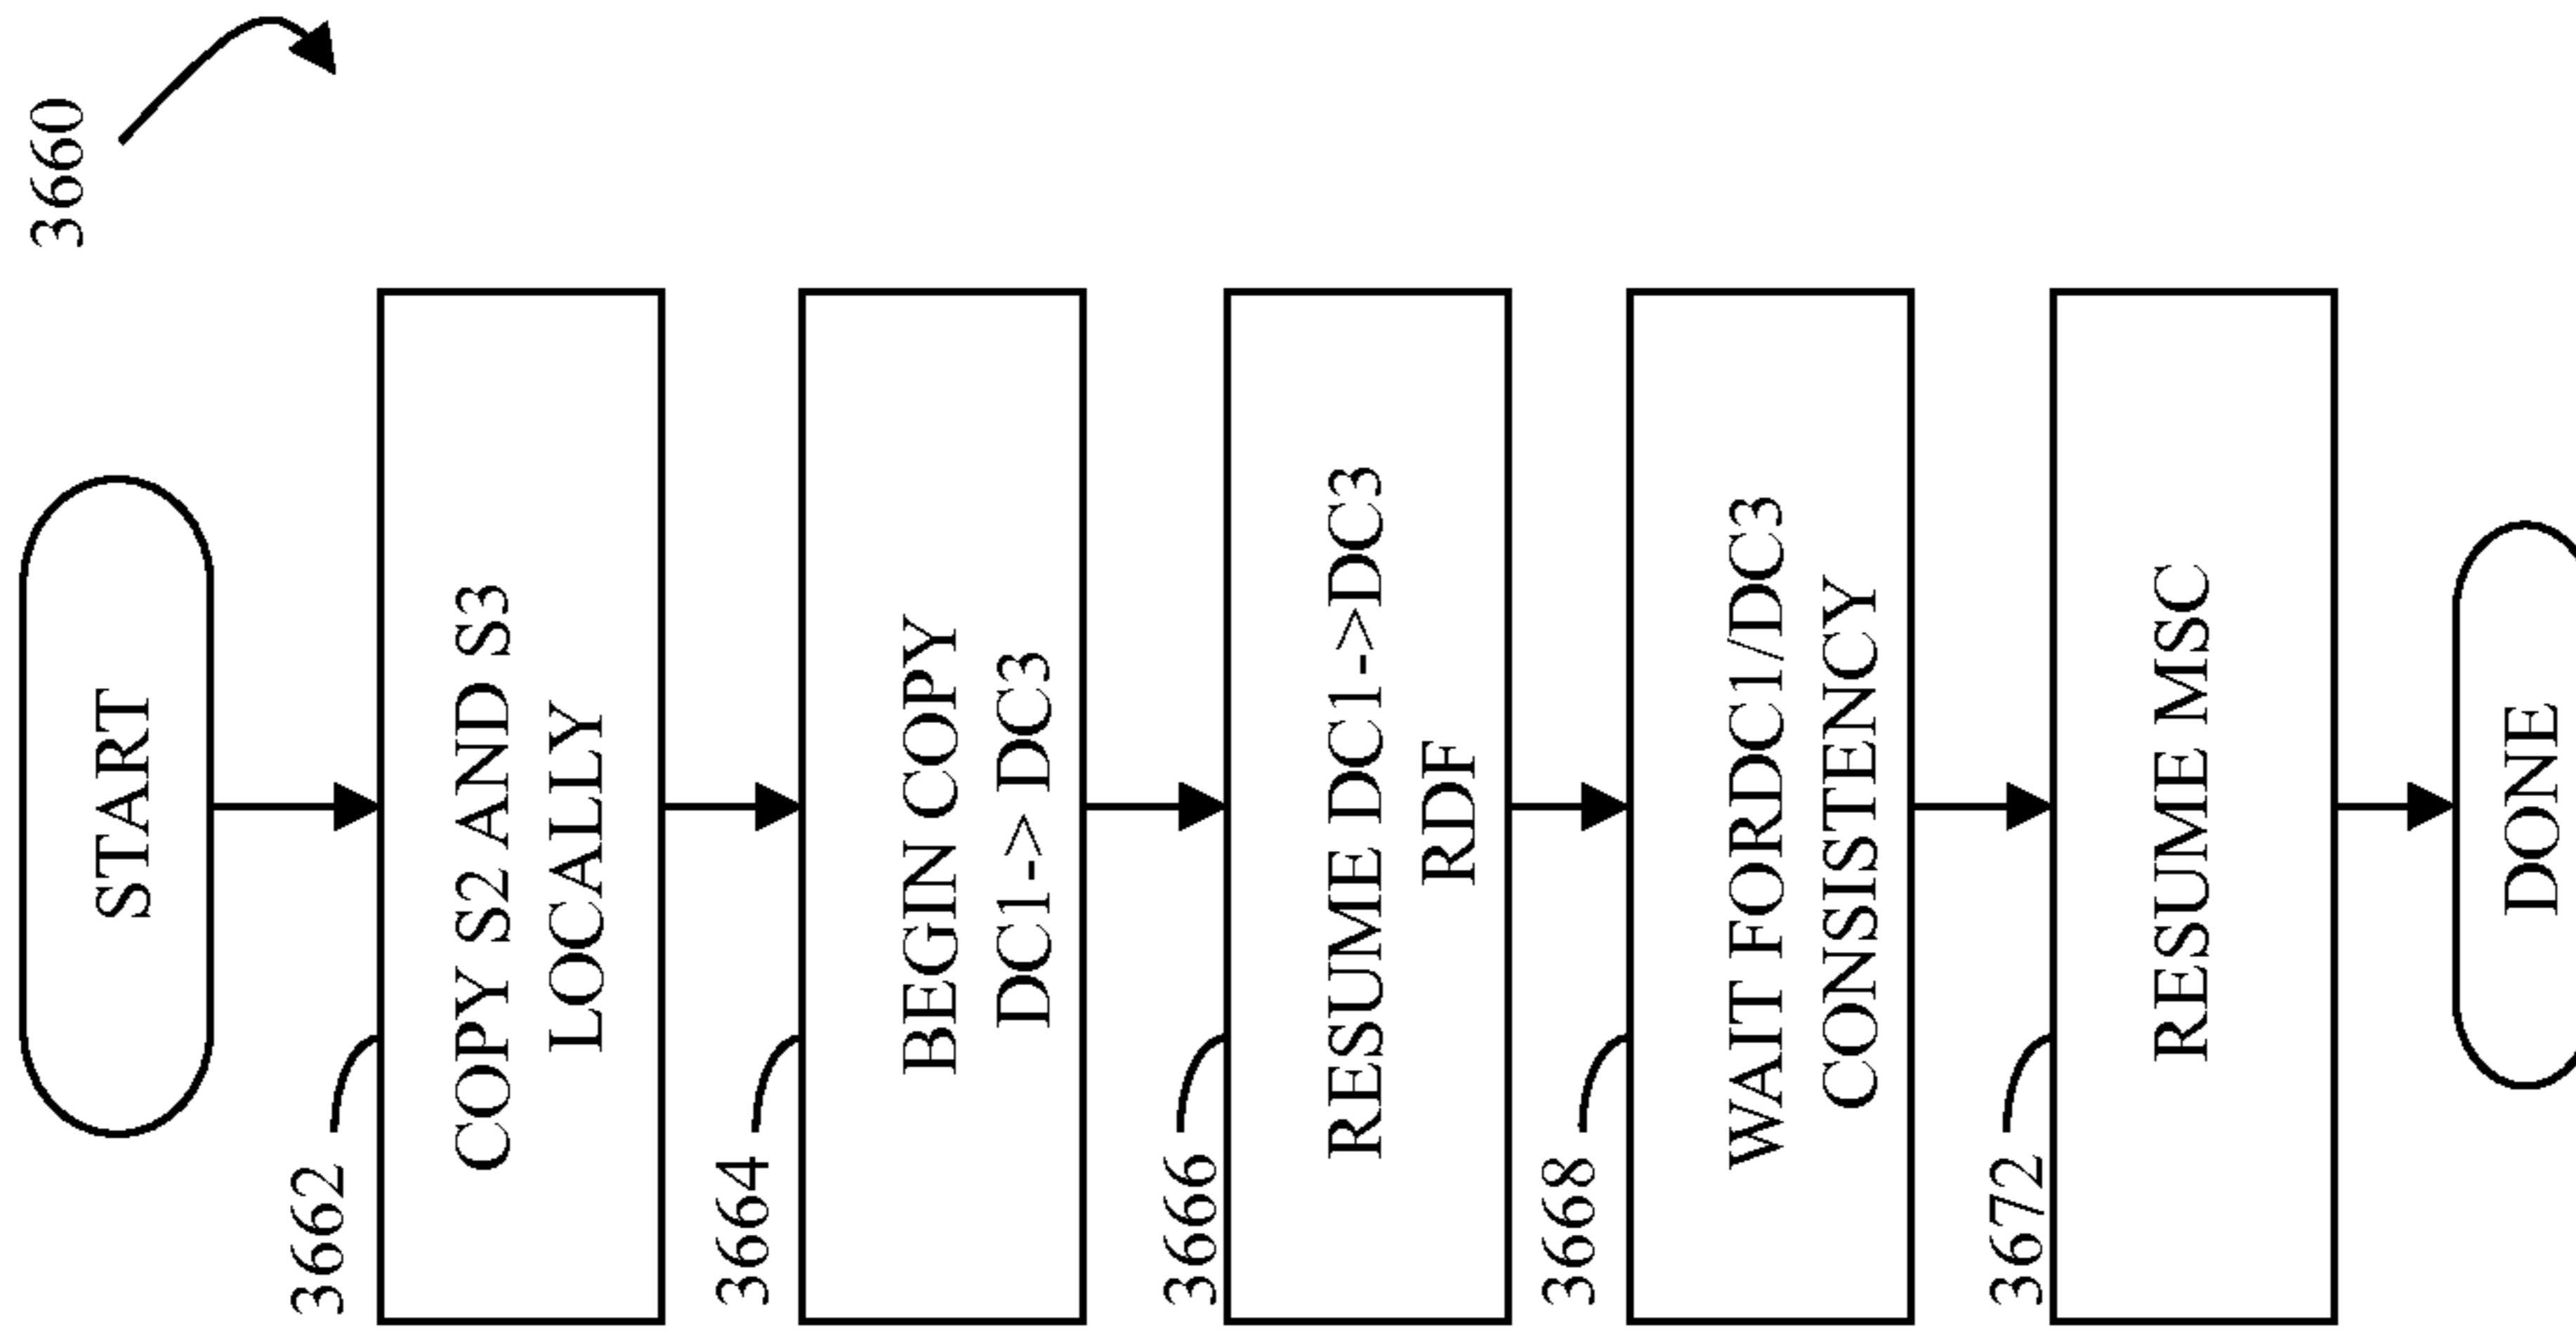 3660
START
3662
COPY S2 AND S3
LOCALLY
3664
BEGIN COPY
DC1-> DC3
3666
RESUME DC1->DC3
RDF
3668
WAIT FORDC1/DC3
CONSISTENCY
3672
RESUME MSC
DONE